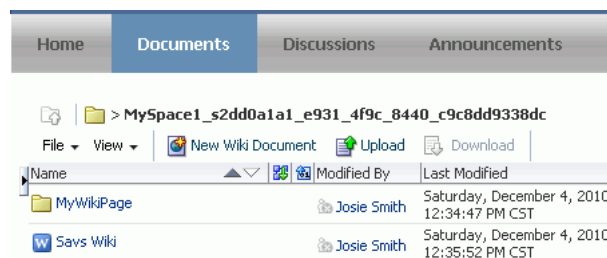 Home Documents Discussions Announcements
> MySpace1_s2dd0a1a1_e931_4f9c_8440_c9c8dd9338dc
File View New Wiki Document Upload Download
Name Modified By Last Modified
MyWikiPage Josie Smith Saturday, December 4, 2010
12:34:47 PM CST
W Savs Wiki Josie Smith Saturday, December 4, 2010
12:35:52 PM CST